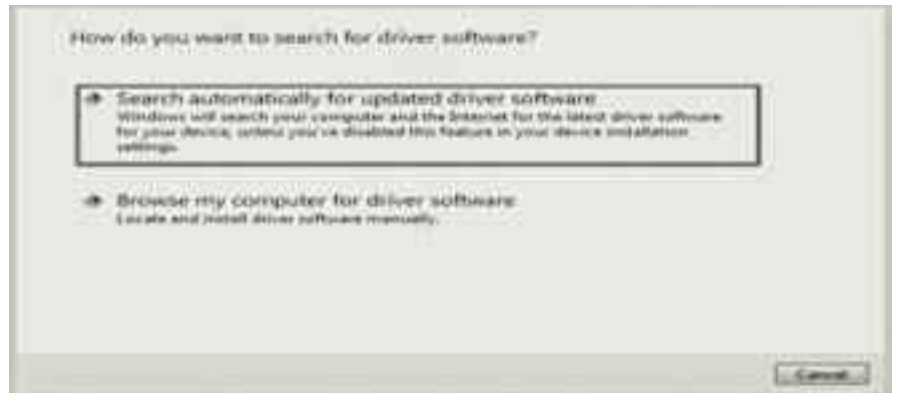 How do you want to search for driver software?
Search automatically for updated driver software
Windows will search your computer and the Internet for the latest driver software
for your device, unless you've disabled this feature in your device installation
settings.
Browse my computer for driver software
Locate and install driver software manually.
Cancel